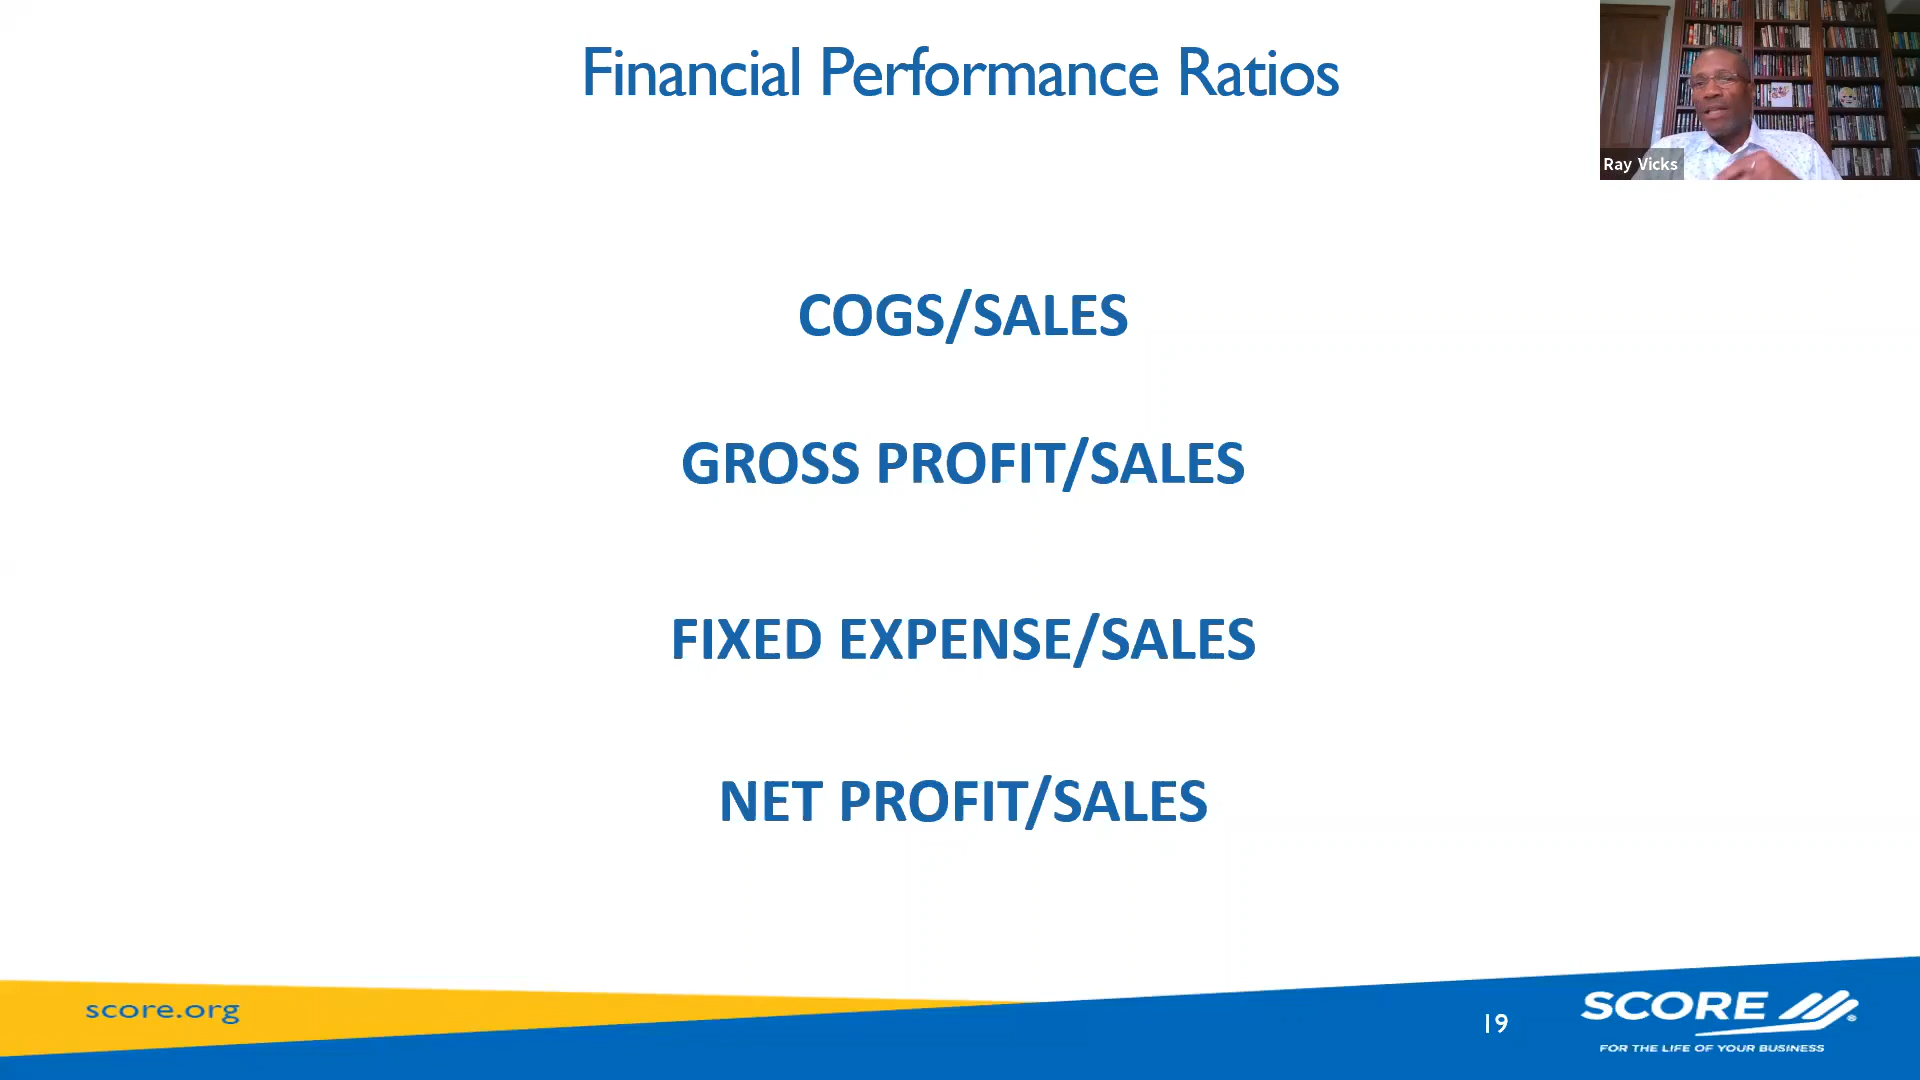 Financial Performance Ratios
Ray Vicks
COGS/SALES
GROSS PROFIT/SALES
FIXED EXPENSE/SALES
NET PROFIT/SALES
score.org
19
SCORE
®
FOR THE LIFE OF YOUR BUSINESS